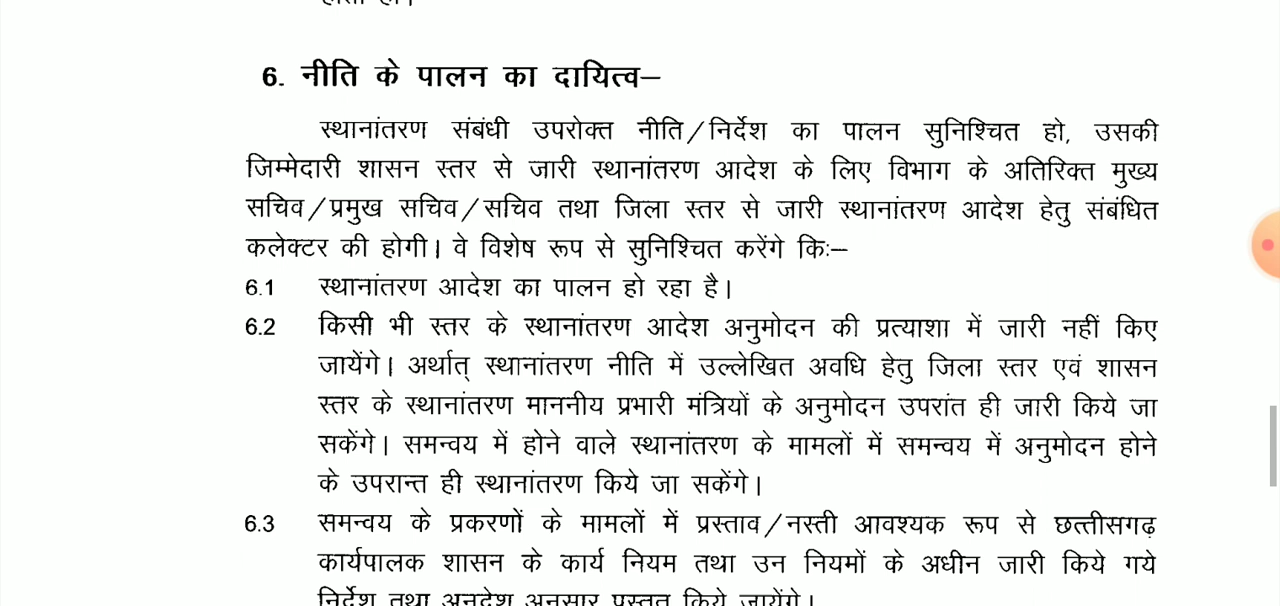 होता हो।
6. नीति के पालन का दायित्व–
स्थानांतरण संबंधी उपरोक्त नीति/निर्देश का पालन सुनिश्चित हो, उसकी
जिम्मेदारी शासन स्तर से जारी स्थानांतरण आदेश के लिए विभाग के अतिरिक्त मुख्य
सचिव/प्रमुख सचिव/सचिव तथा जिला स्तर से जारी स्थानांतरण आदेश हेतु संबंधित
कलेक्टर की होगी। वे विशेष रूप से सुनिश्चित करेंगे कि:–
6.1 स्थानांतरण आदेश का पालन हो रहा है।
6.2 किसी भी स्तर के स्थानांतरण आदेश अनुमोदन की प्रत्याशा में जारी नहीं किए
जायेंगे। अर्थात् स्थानांतरण नीति में उल्लेखित अवधि हेतु जिला स्तर एवं शासन
स्तर के स्थानांतरण माननीय प्रभारी मंत्रियों के अनुमोदन उपरांत ही जारी किये जा
सकेंगे। समन्वय में होने वाले स्थानांतरण के मामलों में समन्वय में अनुमोदन होने
के उपरान्त ही स्थानांतरण किये जा सकेंगे।
6.3 समन्वय के प्रकरणों के मामलों में प्रस्ताव/नस्ती आवश्यक रूप से छत्तीसगढ़
कार्यपालक शासन के कार्य नियम तथा उन नियमों के अधीन जारी किये गये
निर्देश तथा अनुदेश अनुसार प्रस्तुत किये जायेंगे।